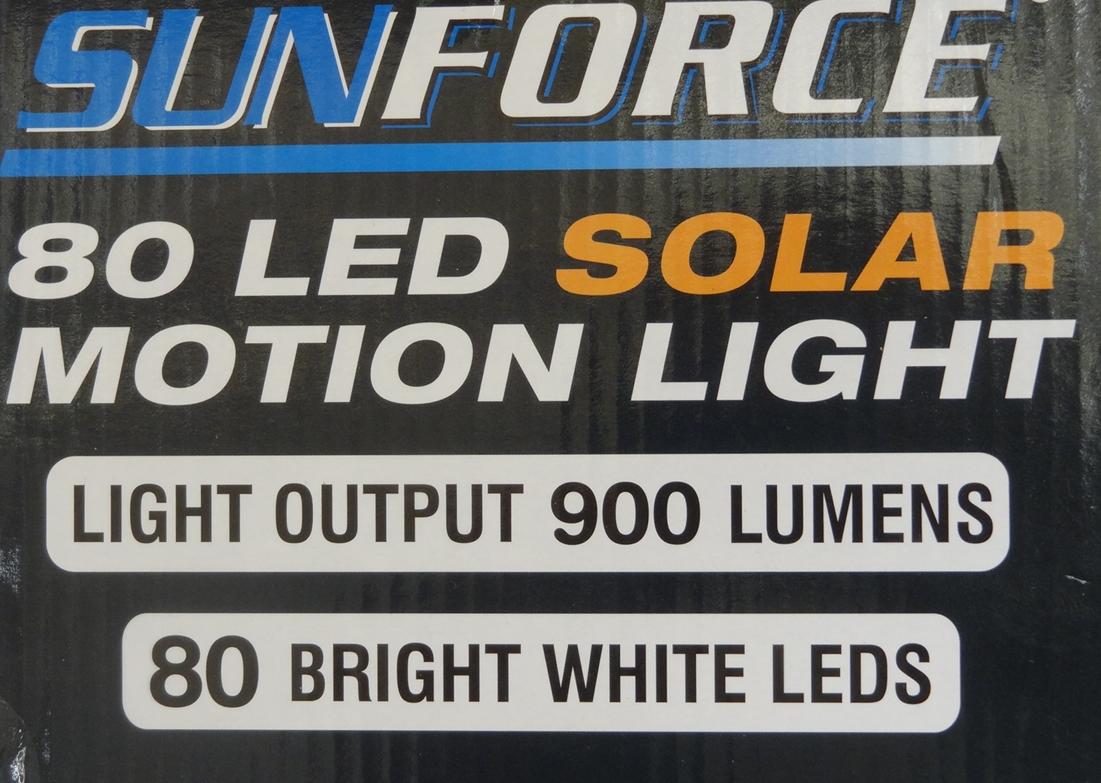 SUNFORCE
80 LED SOLAR
MOTION LIGHT
LIGHT OUTPUT 900 LUMENS
80 BRIGHT WHITE LEDS